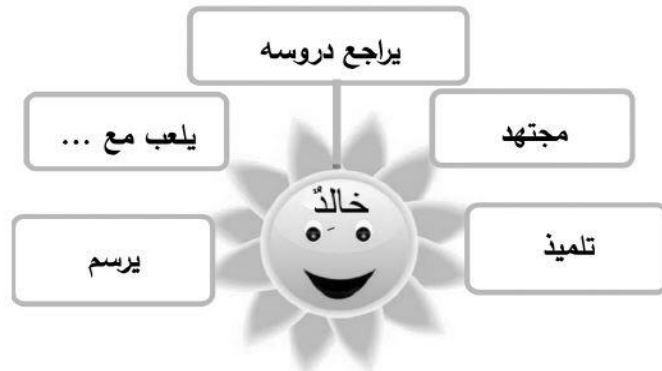 يراجع دروسه
مجتهد
يلعب مع ...
خالدٌ
تلميذ
يرسم